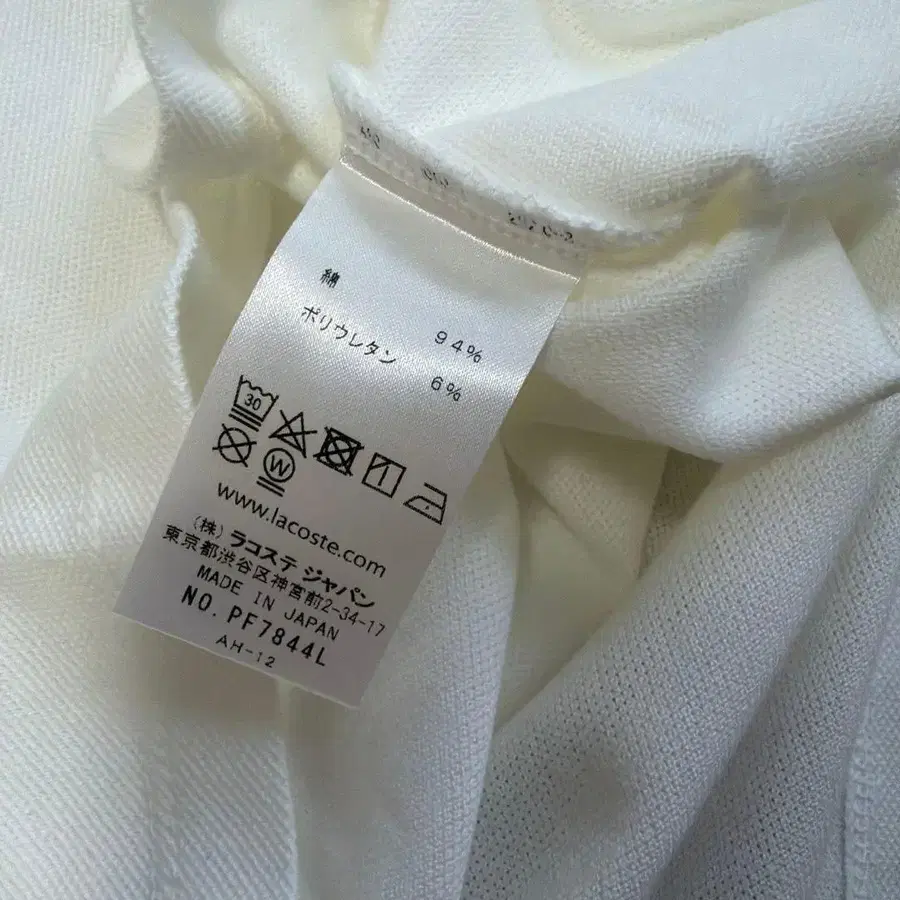 綿 94%
ポリウレタン 6%
30
W
www.lacoste.com
(株) ラコステ ジャパン
東京都渋谷区神宮前2-34-17
MADE IN JAPAN
NO. PF7844L
AH-12